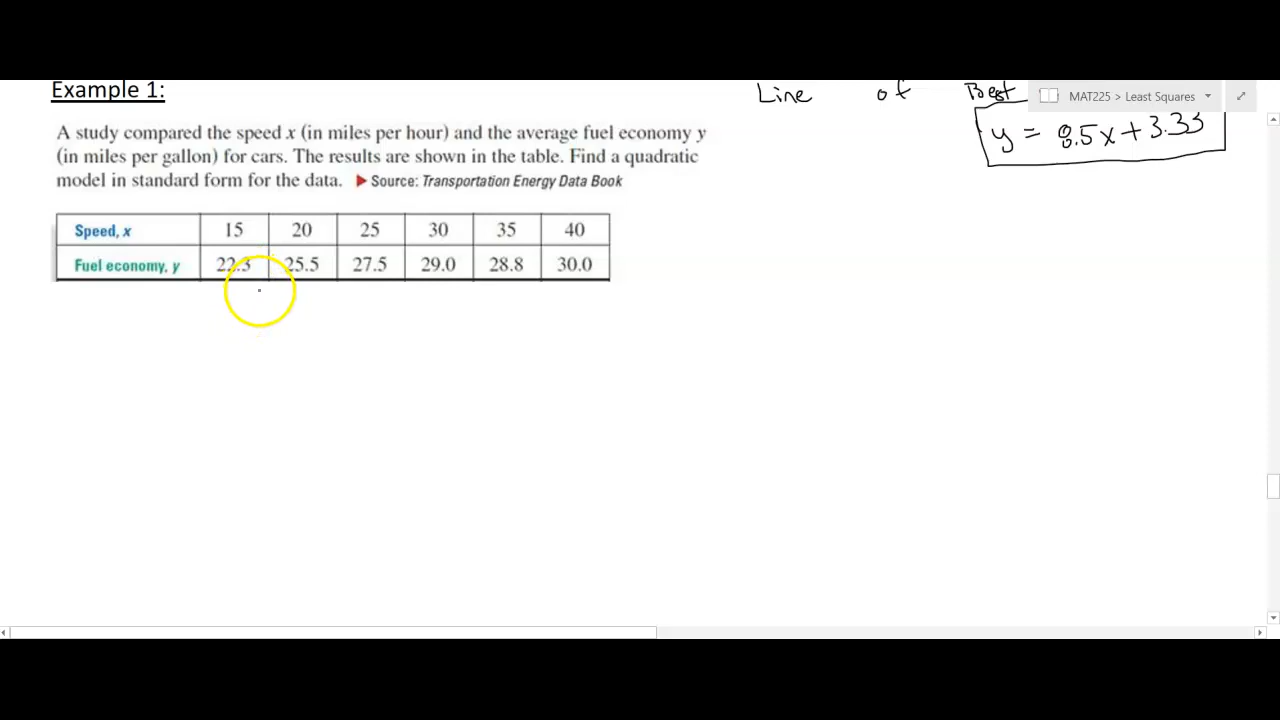 Example 1:
Line of Best
MAT225 > Least Squares
y = 8.5x + 3.33
A study compared the speed x (in miles per hour) and the average fuel economy y
(in miles per gallon) for cars. The results are shown in the table. Find a quadratic
model in standard form for the data. ▶ Source: Transportation Energy Data Book
Speed, x 15 20 25 30 35 40
Fuel economy, y 22.3 25.5 27.5 29.0 28.8 30.0